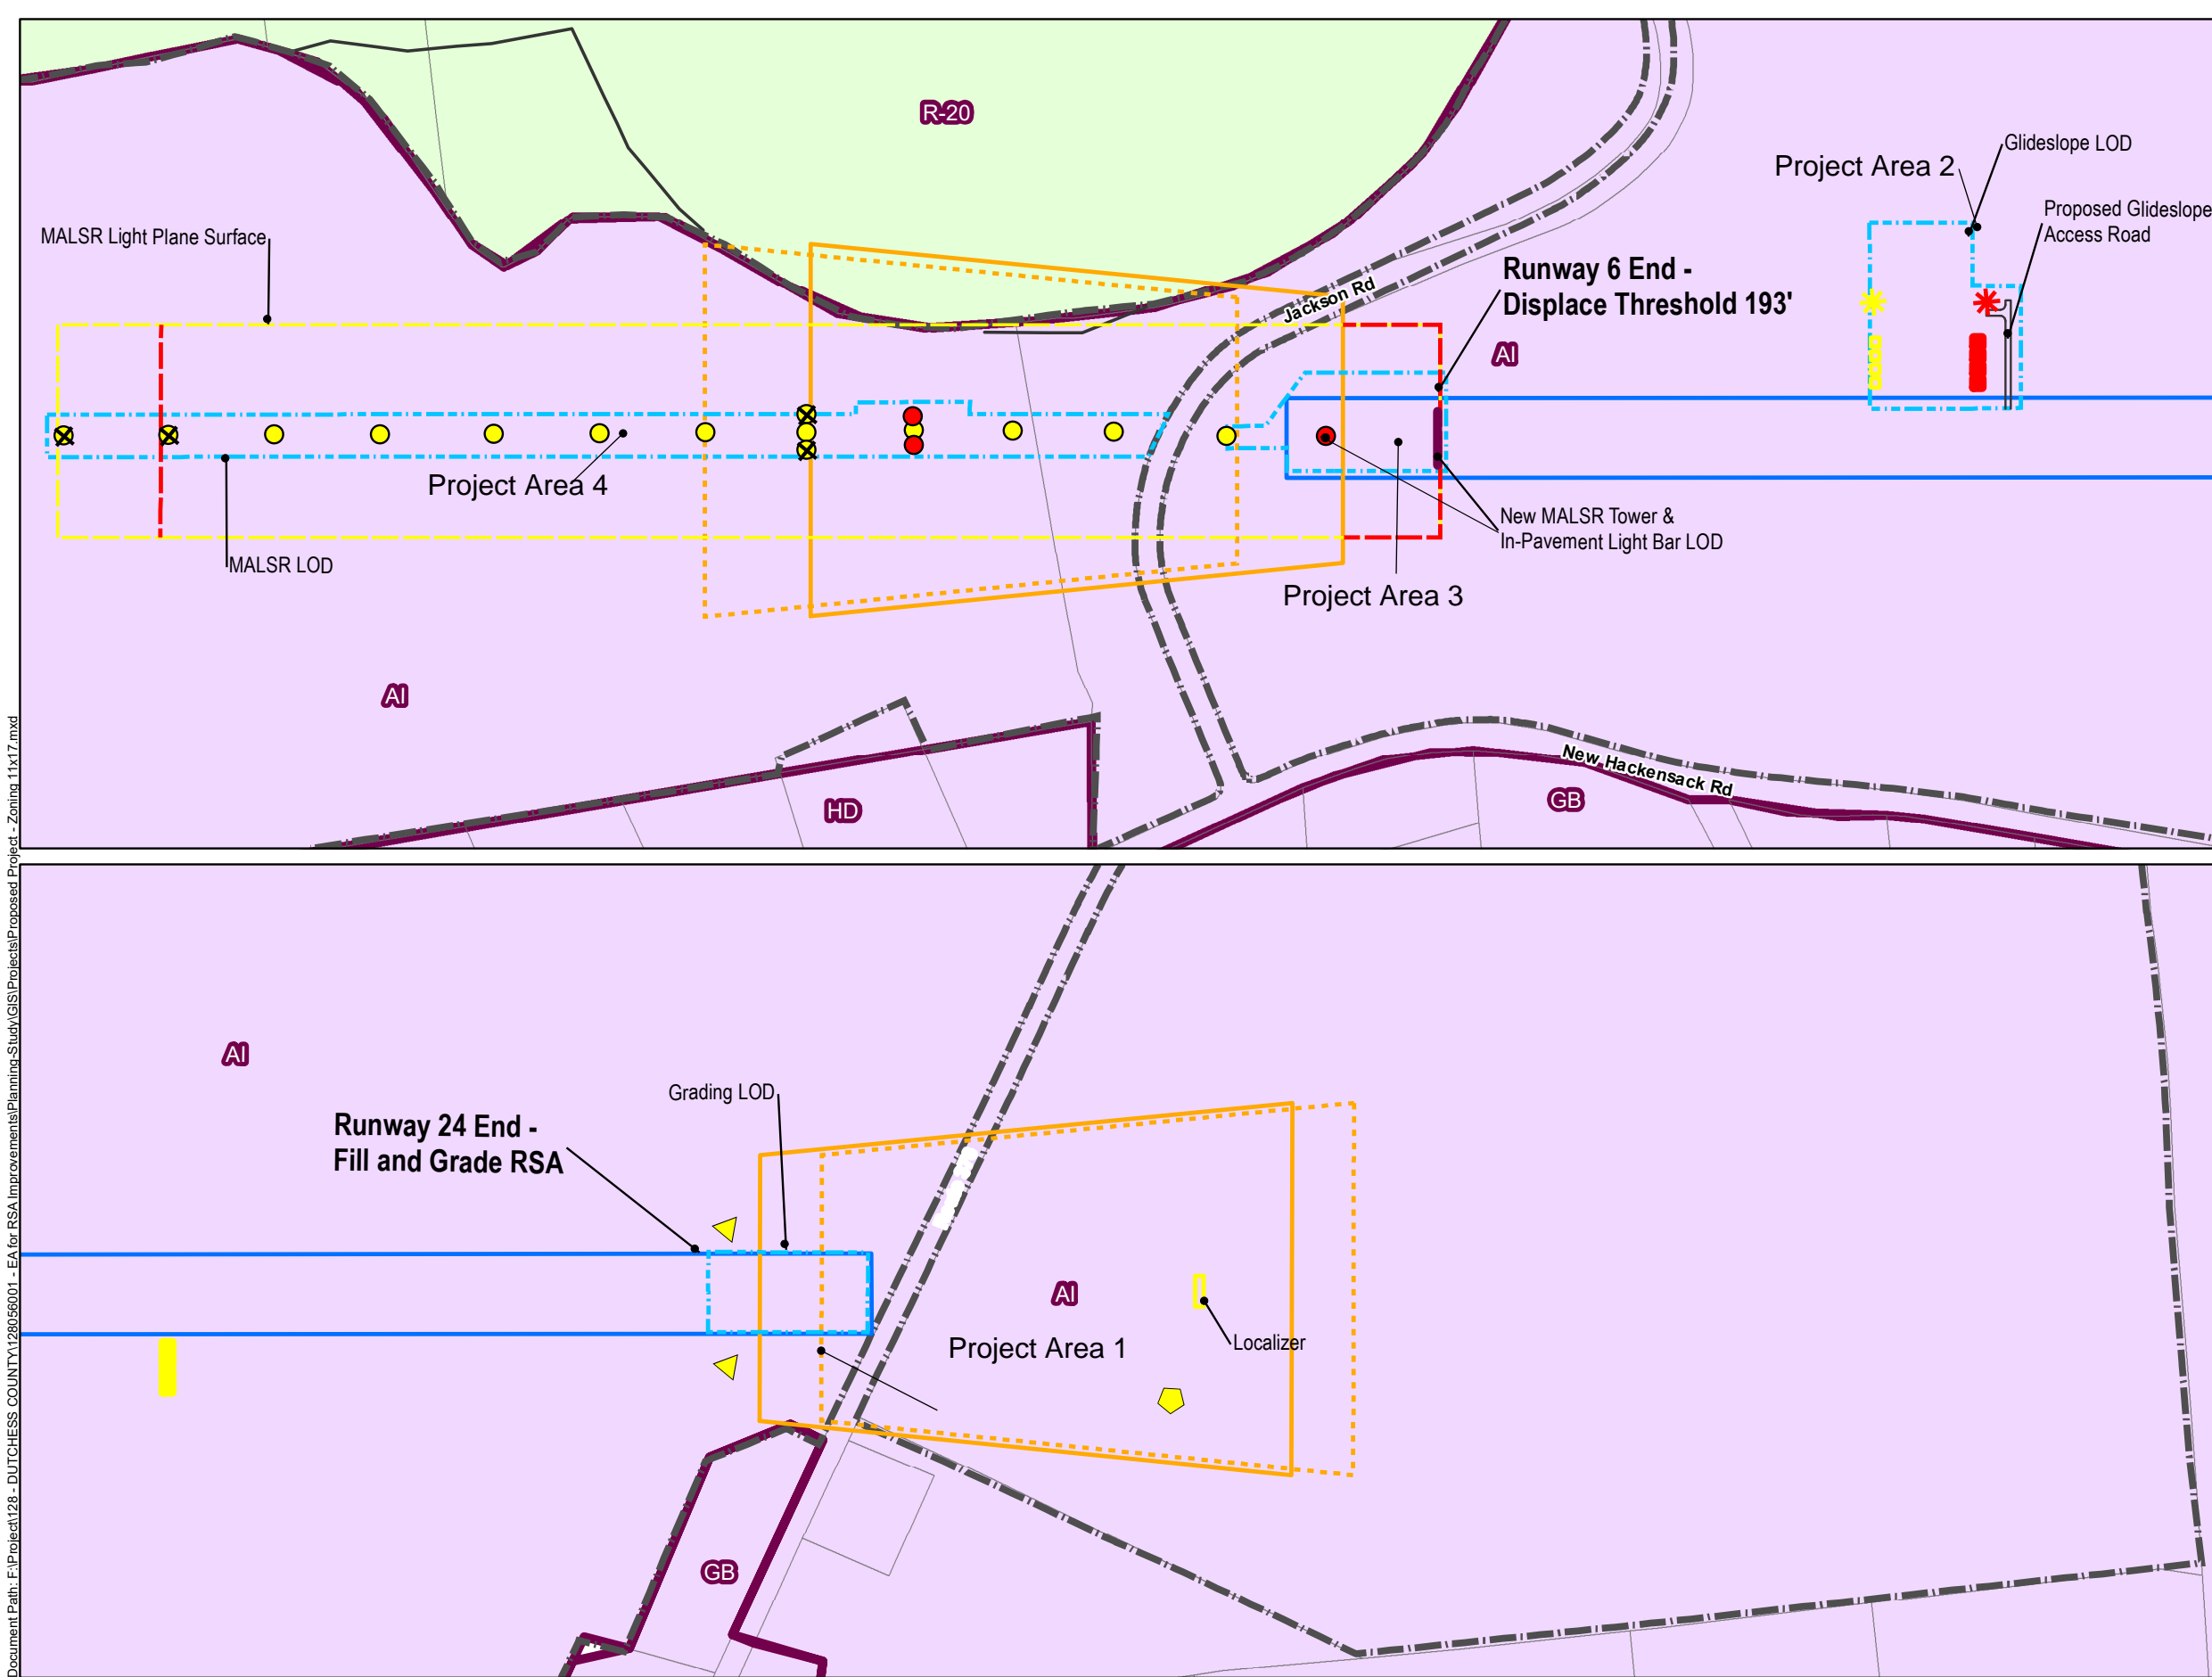 R-20
Glideslope LOD
Project Area 2
Proposed Glideslope
Access Road
MALSR Light Plane Surface
Runway 6 End -
Displace Threshold 193'
Jackson Rd
AI
Project Area 4
New MALSR Tower &
In-Pavement Light Bar LOD
MALSR LOD
Project Area 3
AI
New Hackensack Rd
HD
GB
AI
Grading LOD
Runway 24 End -
Fill and Grade RSA
AI
Project Area 1
Localizer
GB
Document Path: F:\Project\128 - DUTCHESS COUNTY\128056001 - EA for RSA Improvements\Planning-Study\GIS\Projects\Proposed Project - Zoning 11x17.mxd